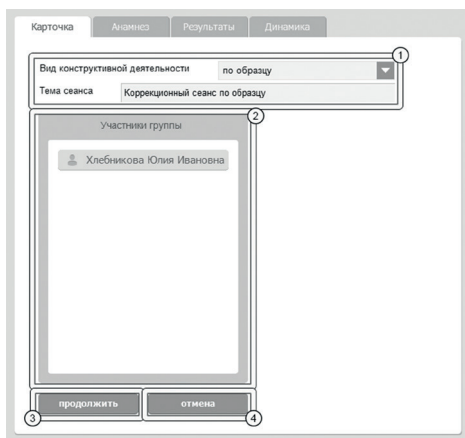 Карточка Анамнез Результаты Динамика
1
Вид конструктивной деятельности по образцу
Тема сеанса Коррекционный сеанс по образцу
2
Участники группы
Хлебникова Юлия Ивановна
продолжить отмена
3 4